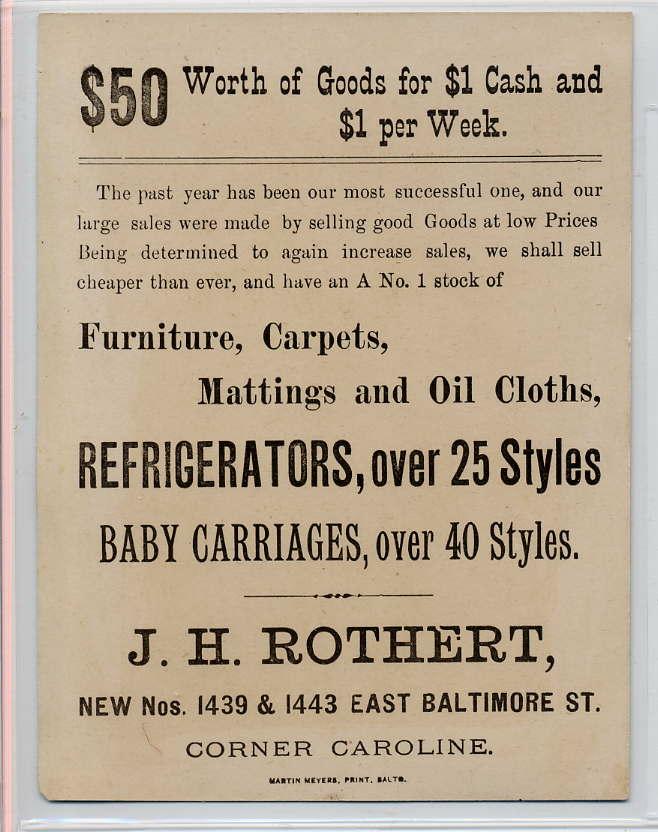 $50 Worth of Goods for $1 Cash and
$1 per Week.
The past year has been our most successful one, and our
large sales were made by selling good Goods at low Prices
Being determined to again increase sales, we shall sell
cheaper than ever, and have an A No. 1 stock of
Furniture, Carpets,
Mattings and Oil Cloths,
REFRIGERATORS, over 25 Styles
BABY CARRIAGES, over 40 Styles.
J. H. ROTHERT,
NEW Nos. 1439 & 1443 EAST BALTIMORE ST.
CORNER CAROLINE.
MARTIN MEYERS, PRINT. BALTO.